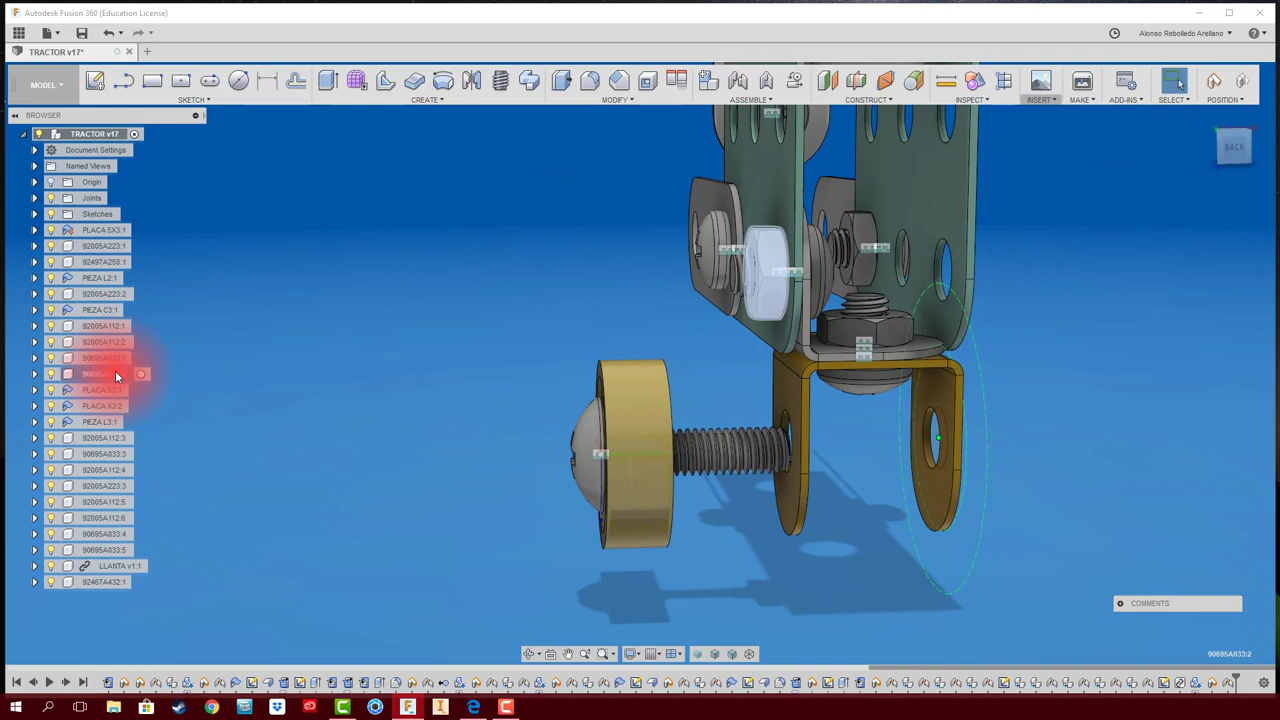 Autodesk Fusion 360 (Education License)
Alonso Rebolledo Arellano
TRACTOR v17*
MODEL
SKETCH
CREATE
MODIFY
ASSEMBLE
CONSTRUCT
INSPECT
INSERT
MAKE
ADD-INS
SELECT
POSITION
BROWSER
BACK
TRACTOR v17
Document Settings
Named Views
Origin
Joints
Sketches
PLACA 5X3:1
92005A223:1
92497A250:1
PIEZA L2:1
92005A223:2
PIEZA C3:1
92005A112:1
92005A112:2
90695A033:1
PIEZA L3:1
92005A112:3
90695A033:3
92005A112:4
92005A223:3
92005A112:5
92005A112:6
90695A033:4
90695A033:5
LLANTA v1:1
92467A432:1
COMMENTS
90695A033:2